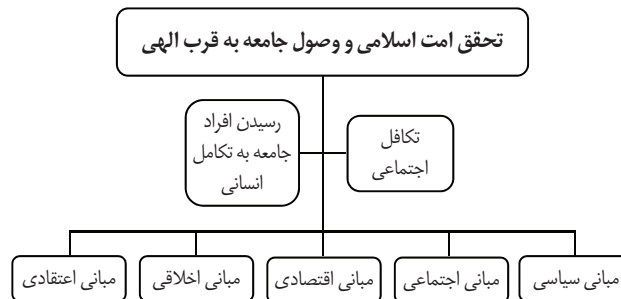 تحقق امت اسلامی و وصول جامعه به قرب الهی
تکافل
اجتماعی
رسیدن افراد
جامعه به تکامل
انسانی
مبانی سیاسی
مبانی اجتماعی
مبانی اقتصادی
مبانی اخلاقی
مبانی اعتقادی